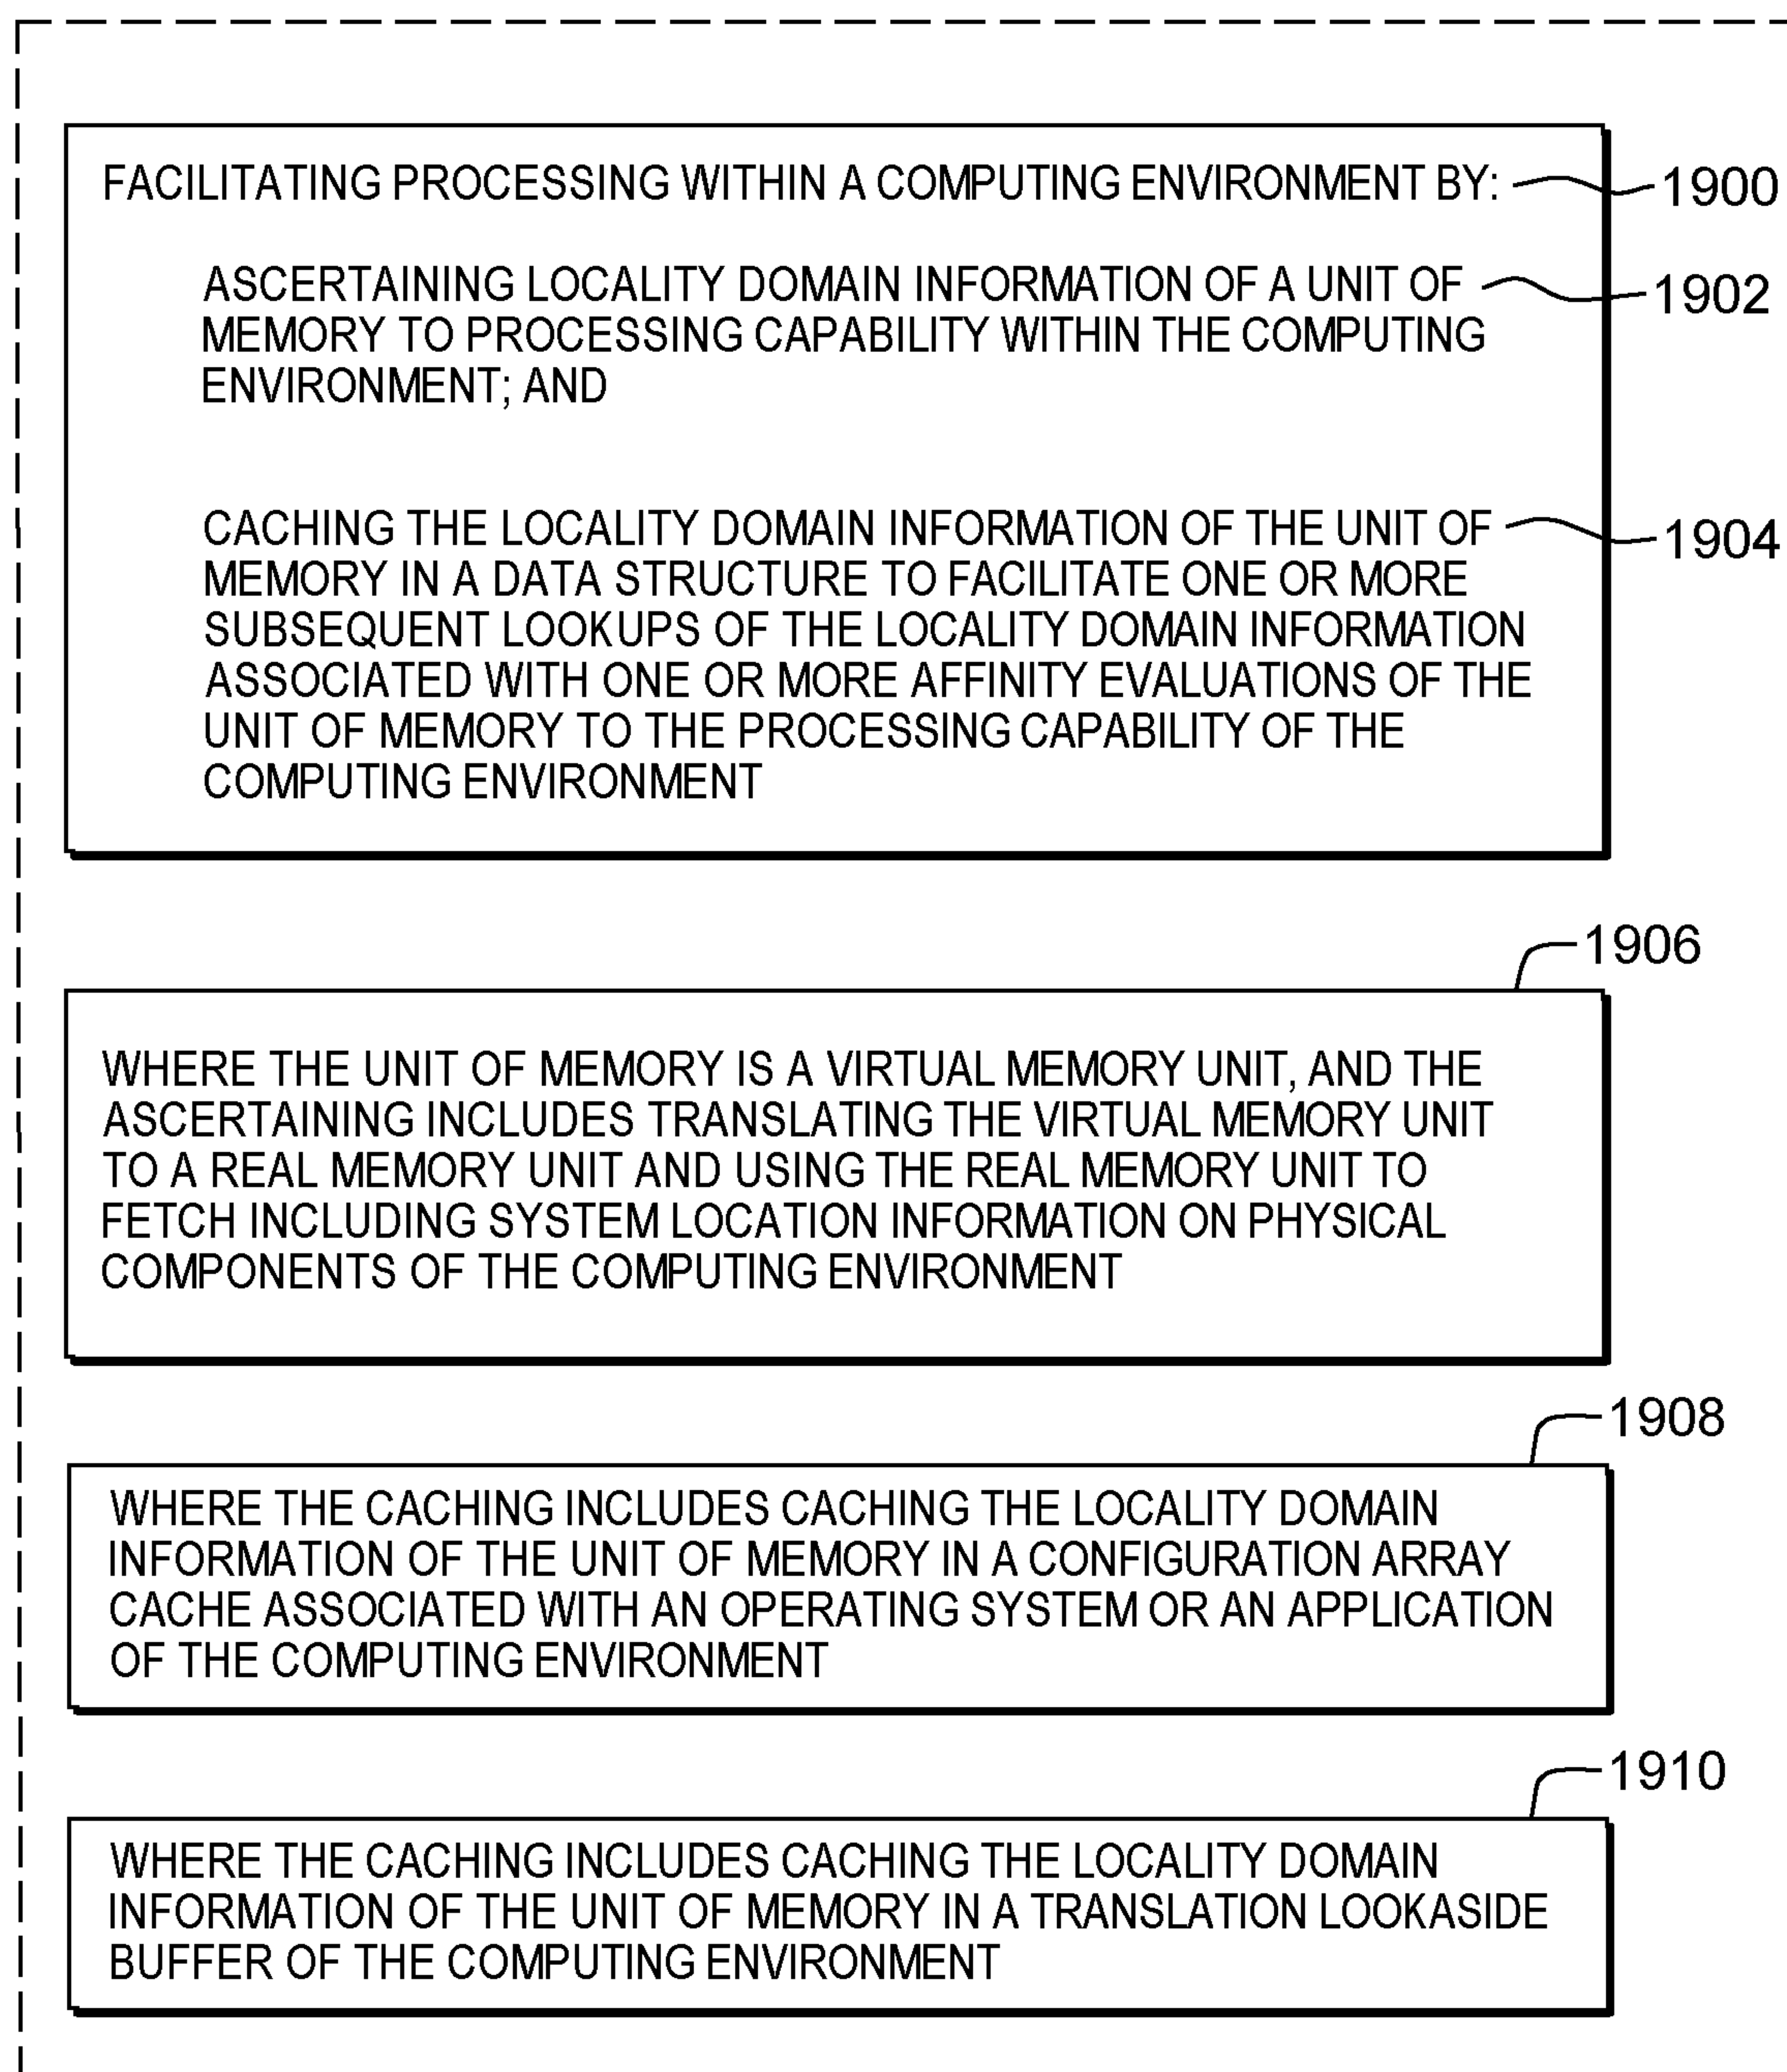 FACILITATING PROCESSING WITHIN A COMPUTING ENVIRONMENT BY: 1900
ASCERTAINING LOCALITY DOMAIN INFORMATION OF A UNIT OF 1902
MEMORY TO PROCESSING CAPABILITY WITHIN THE COMPUTING
ENVIRONMENT; AND
CACHING THE LOCALITY DOMAIN INFORMATION OF THE UNIT OF 1904
MEMORY IN A DATA STRUCTURE TO FACILITATE ONE OR MORE
SUBSEQUENT LOOKUPS OF THE LOCALITY DOMAIN INFORMATION
ASSOCIATED WITH ONE OR MORE AFFINITY EVALUATIONS OF THE
UNIT OF MEMORY TO THE PROCESSING CAPABILITY OF THE
COMPUTING ENVIRONMENT
1906
WHERE THE UNIT OF MEMORY IS A VIRTUAL MEMORY UNIT, AND THE
ASCERTAINING INCLUDES TRANSLATING THE VIRTUAL MEMORY UNIT
TO A REAL MEMORY UNIT AND USING THE REAL MEMORY UNIT TO
FETCH INCLUDING SYSTEM LOCATION INFORMATION ON PHYSICAL
COMPONENTS OF THE COMPUTING ENVIRONMENT
1908
WHERE THE CACHING INCLUDES CACHING THE LOCALITY DOMAIN
INFORMATION OF THE UNIT OF MEMORY IN A CONFIGURATION ARRAY
CACHE ASSOCIATED WITH AN OPERATING SYSTEM OR AN APPLICATION
OF THE COMPUTING ENVIRONMENT
1910
WHERE THE CACHING INCLUDES CACHING THE LOCALITY DOMAIN
INFORMATION OF THE UNIT OF MEMORY IN A TRANSLATION LOOKASIDE
BUFFER OF THE COMPUTING ENVIRONMENT